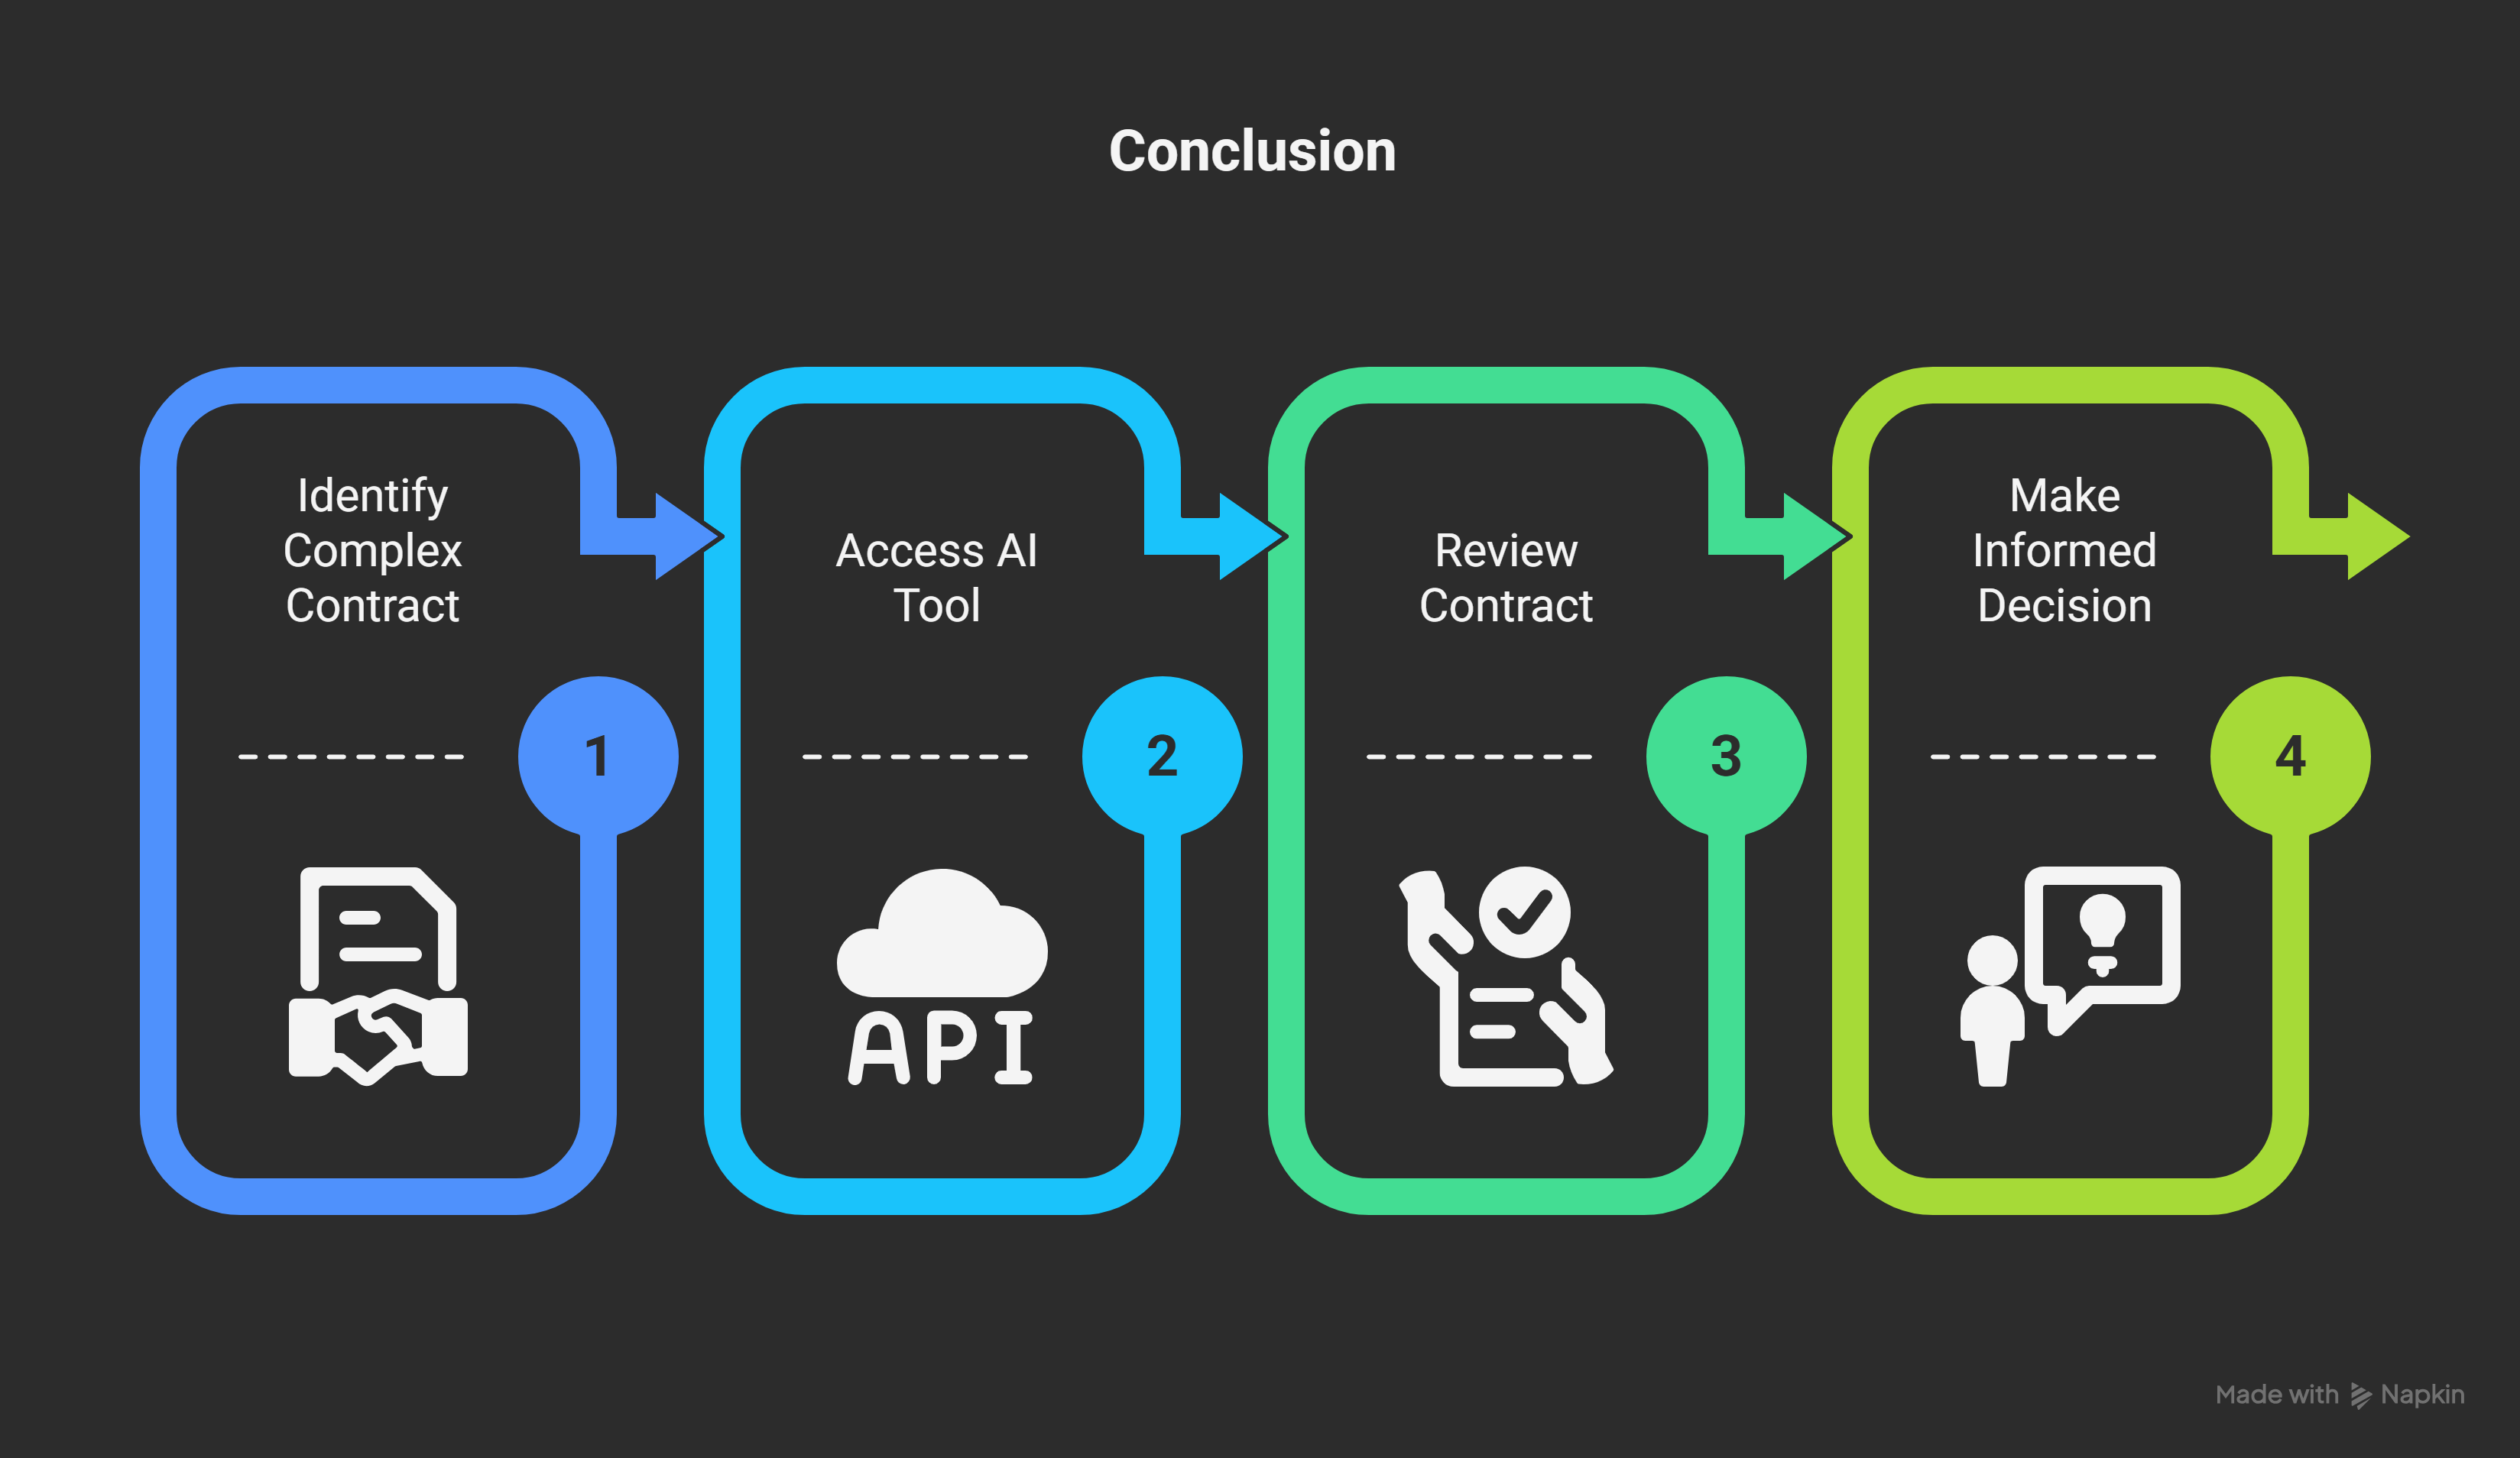 Conclusion
Identify
Complex
Contract
1
Access AI
Tool
2
API
Review
Contract
3
Make
Informed
Decision
4
Made with Napkin